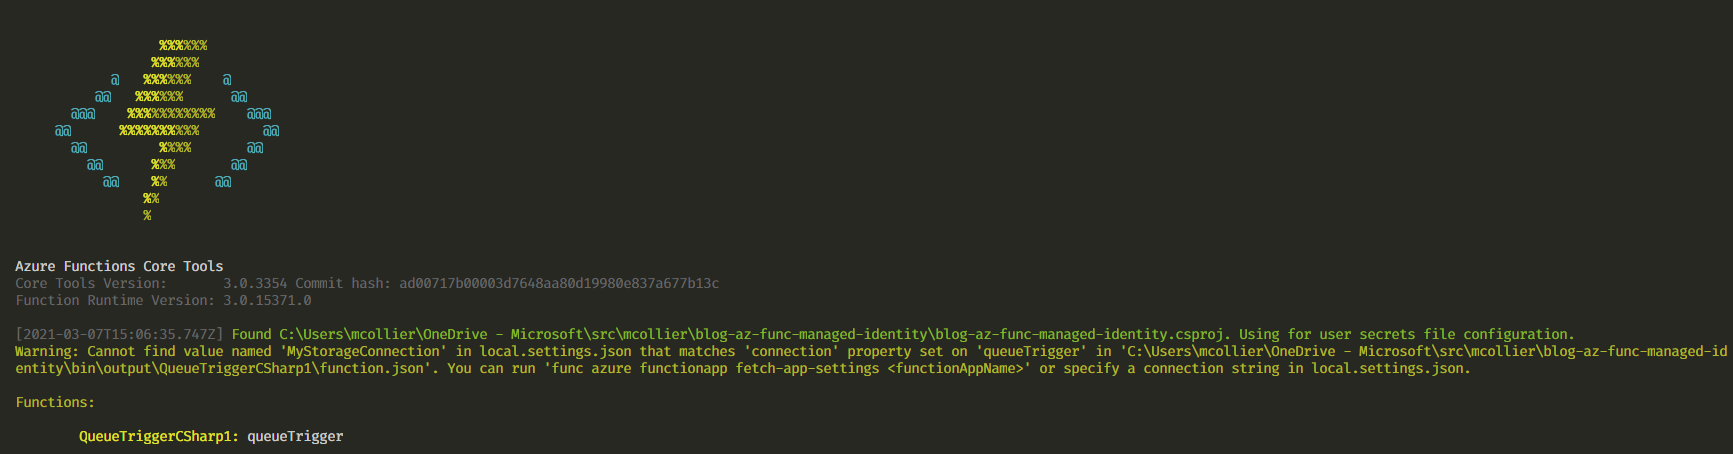 %%%%%%
%%%%%%
@ %%%%%% @
@@ %%%%%% @@
@@@ %%%%%%%%%%% @@@
@@ %%%%%%%%%% @@
@@ %%%% @@
@@ %%% @@
@@ %% @@
%%
%
Azure Functions Core Tools
Core Tools Version: 3.0.3354 Commit hash: ad00717b00003d7648aa80d19980e837a677b13c
Function Runtime Version: 3.0.15371.0
[2021-03-07T15:06:35.747Z] Found C:\Users\mcollier\OneDrive - Microsoft\src\mcollier\blog-az-func-managed-identity\blog-az-func-managed-identity.csproj. Using for user secrets file configuration.
Warning: Cannot find value named 'MyStorageConnection' in local.settings.json that matches 'connection' property set on 'queueTrigger' in 'C:\Users\mcollier\OneDrive - Microsoft\src\mcollier\blog-az-func-managed-id
entity\bin\output\QueueTriggerCSharp1\function.json'. You can run 'func azure functionapp fetch-app-settings <functionAppName>' or specify a connection string in local.settings.json.
Functions:
QueueTriggerCSharp1: queueTrigger